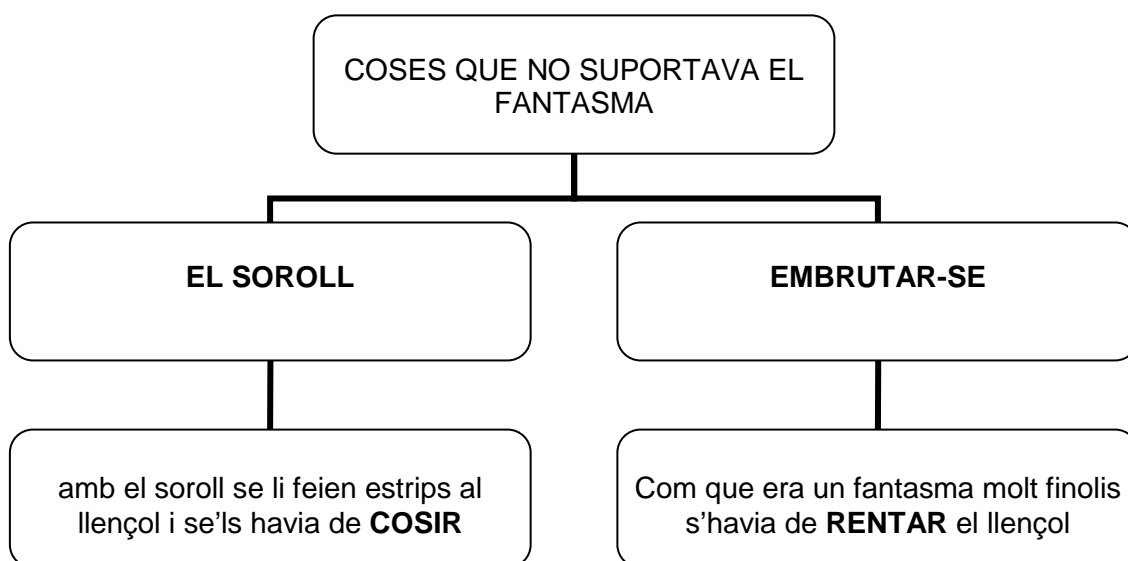 COSES QUE NO SUPORTAVA EL
FANTASMA
EL SOROLL
EMBRUTAR-SE
amb el soroll se li feien estrips al
llençol i se’ls havia de COSIR
Com que era un fantasma molt finolis
s’havia de RENTAR el llençol